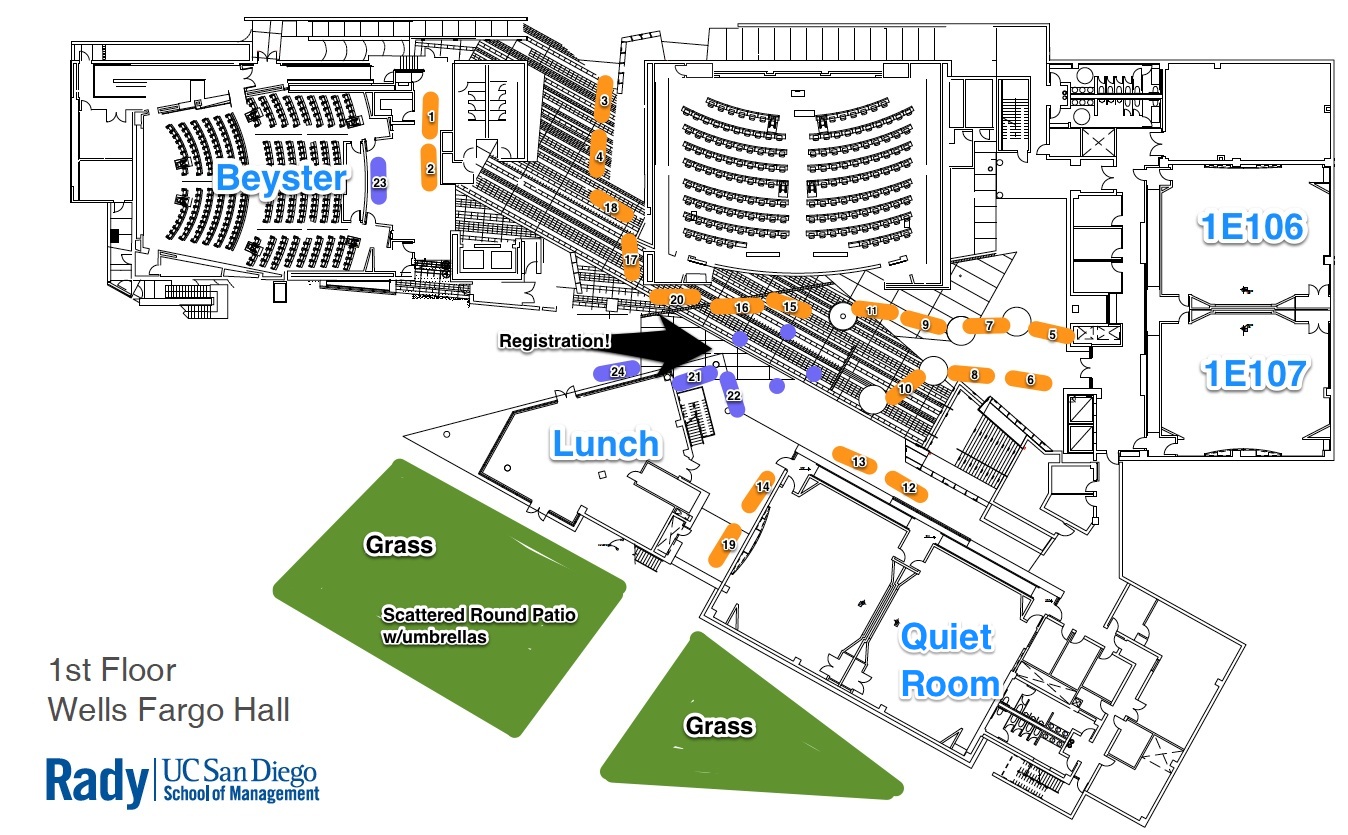 1
2
3
4
18
17
23
Beyster
20
16
15
11
9
7
5
8
6
10
1E106
1E107
Registration!
24
21
22
Lunch
13
12
14
19
Grass
Scattered Round Patio
w/umbrellas
Grass
Quiet
Room
1st Floor
Wells Fargo Hall
Rady
UC San Diego
School of Management